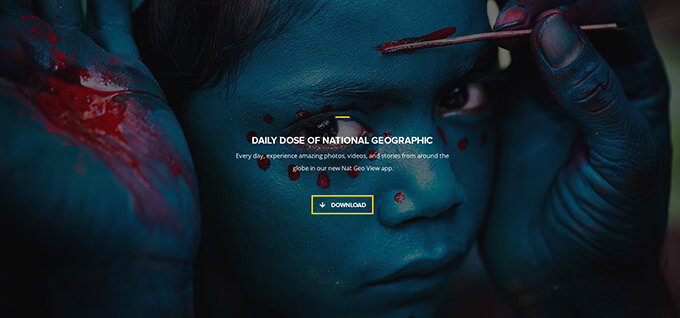 DAILY DOSE OF NATIONAL GEOGRAPHIC
Every day, experience amazing photos, videos, and stories from around the
globe in our new Nat Geo View app.
DOWNLOAD